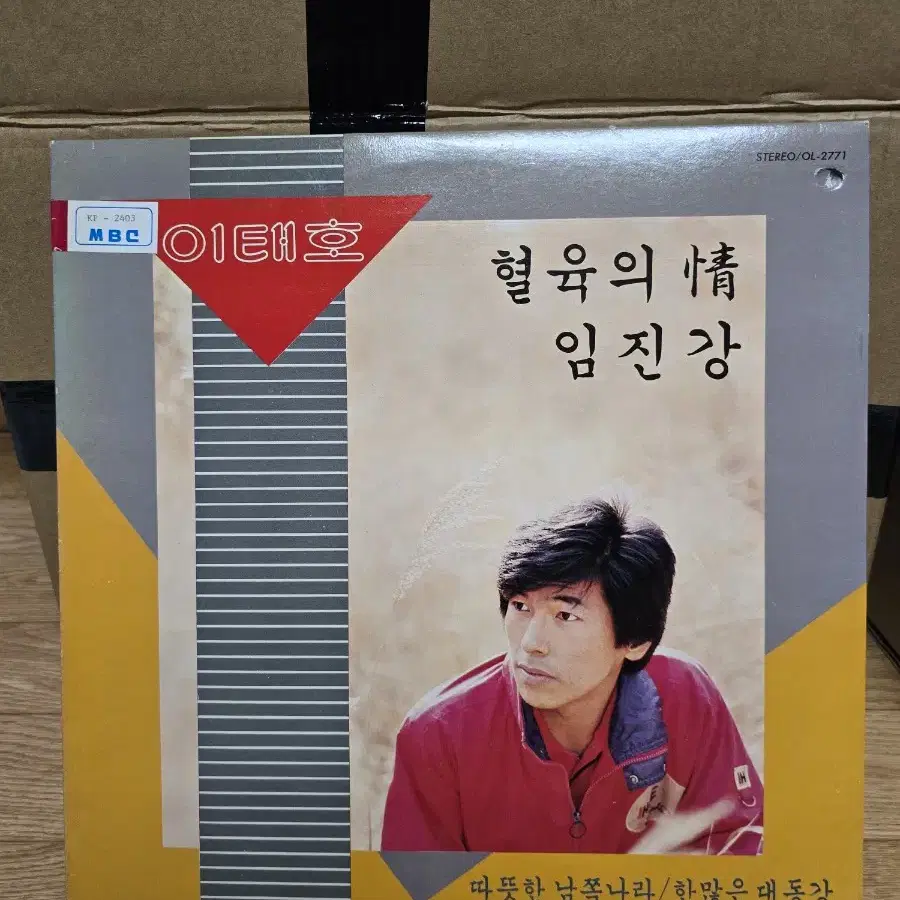 STEREO/OL-2771
KP - 2403
MBC
이태호
혈육의 情
임진강
따뜻한 남쪽나라/한많은 대동강